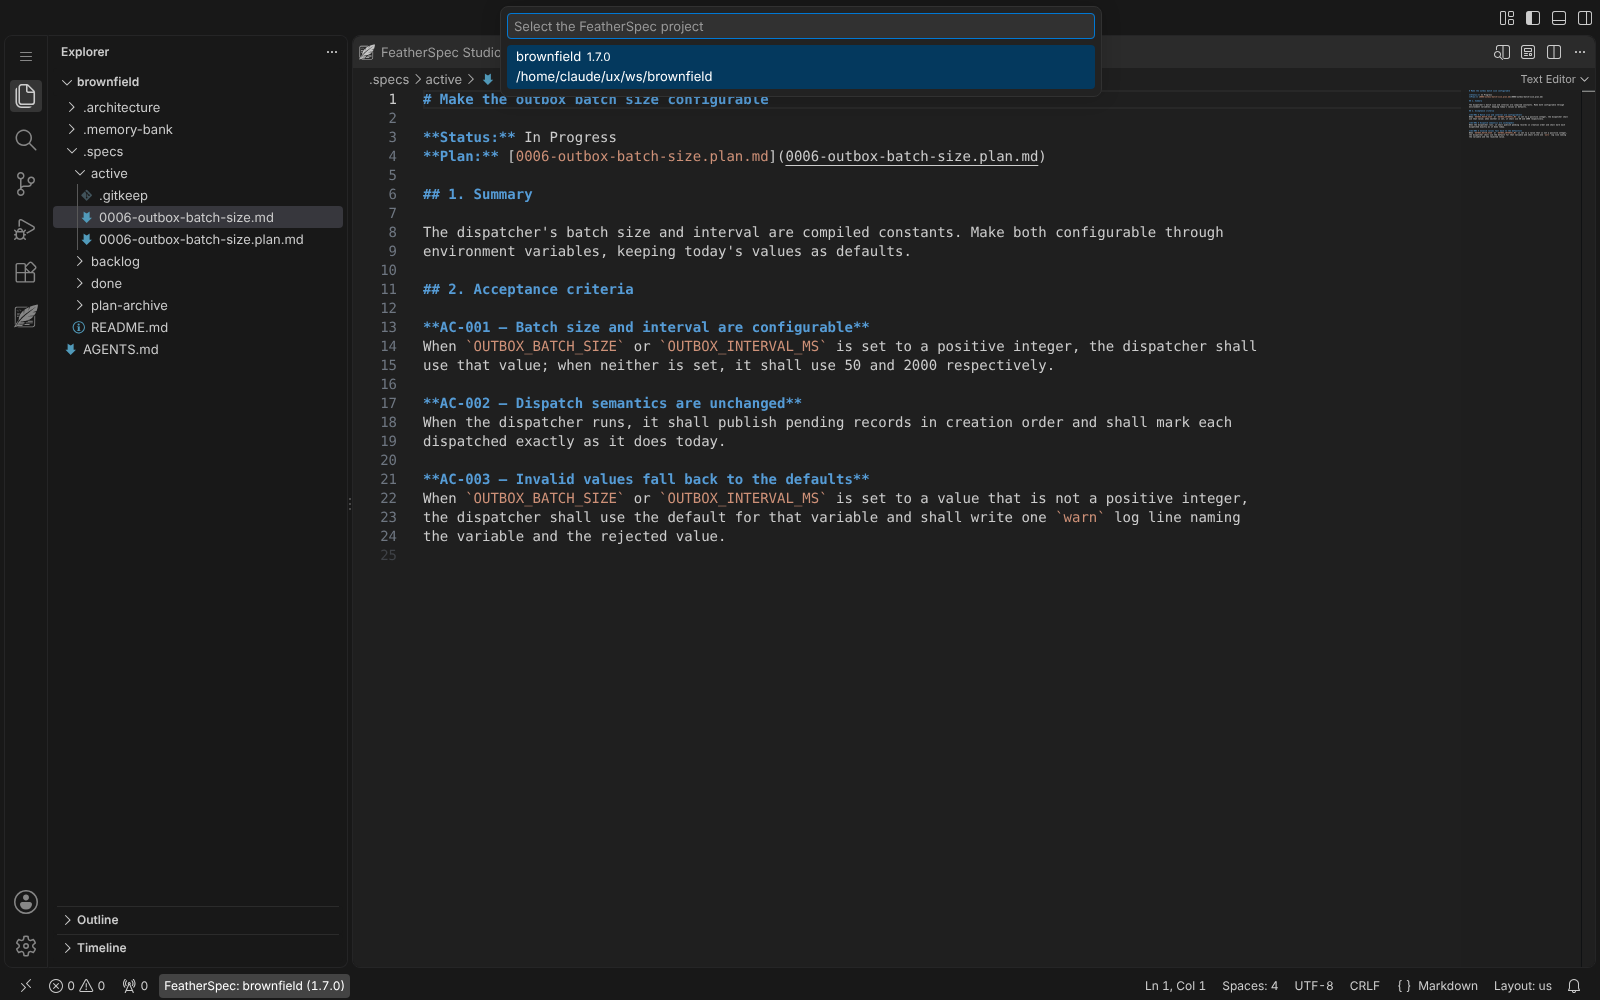 Select the FeatherSpec project
brownfield 1.7.0
/home/claude/ux/ws/brownfield
Explorer
brownfield
.architecture
.memory-bank
.specs
active
.gitkeep
0006-outbox-batch-size.md
0006-outbox-batch-size.plan.md
backlog
done
plan-archive
README.md
AGENTS.md
Outline
Timeline
FeatherSpec Studio
.specs > active >
Text Editor
1 # Make the outbox batch size configurable
2
3 **Status:** In Progress
4 **Plan:** [0006-outbox-batch-size.plan.md](0006-outbox-batch-size.plan.md)
5
6 ## 1. Summary
7
8 The dispatcher's batch size and interval are compiled constants. Make both configurable through
9 environment variables, keeping today's values as defaults.
10
11 ## 2. Acceptance criteria
12
13 **AC-001 — Batch size and interval are configurable**
14 When `OUTBOX_BATCH_SIZE` or `OUTBOX_INTERVAL_MS` is set to a positive integer, the dispatcher shall
15 use that value; when neither is set, it shall use 50 and 2000 respectively.
16
17 **AC-002 — Dispatch semantics are unchanged**
18 When the dispatcher runs, it shall publish pending records in creation order and shall mark each
19 dispatched exactly as it does today.
20
21 **AC-003 — Invalid values fall back to the defaults**
22 When `OUTBOX_BATCH_SIZE` or `OUTBOX_INTERVAL_MS` is set to a value that is not a positive integer,
23 the dispatcher shall use the default for that variable and shall write one `warn` log line naming
24 the variable and the rejected value.
25
0 0 0 FeatherSpec: brownfield (1.7.0) Ln 1, Col 1 Spaces: 4 UTF-8 CRLF { } Markdown Layout: us